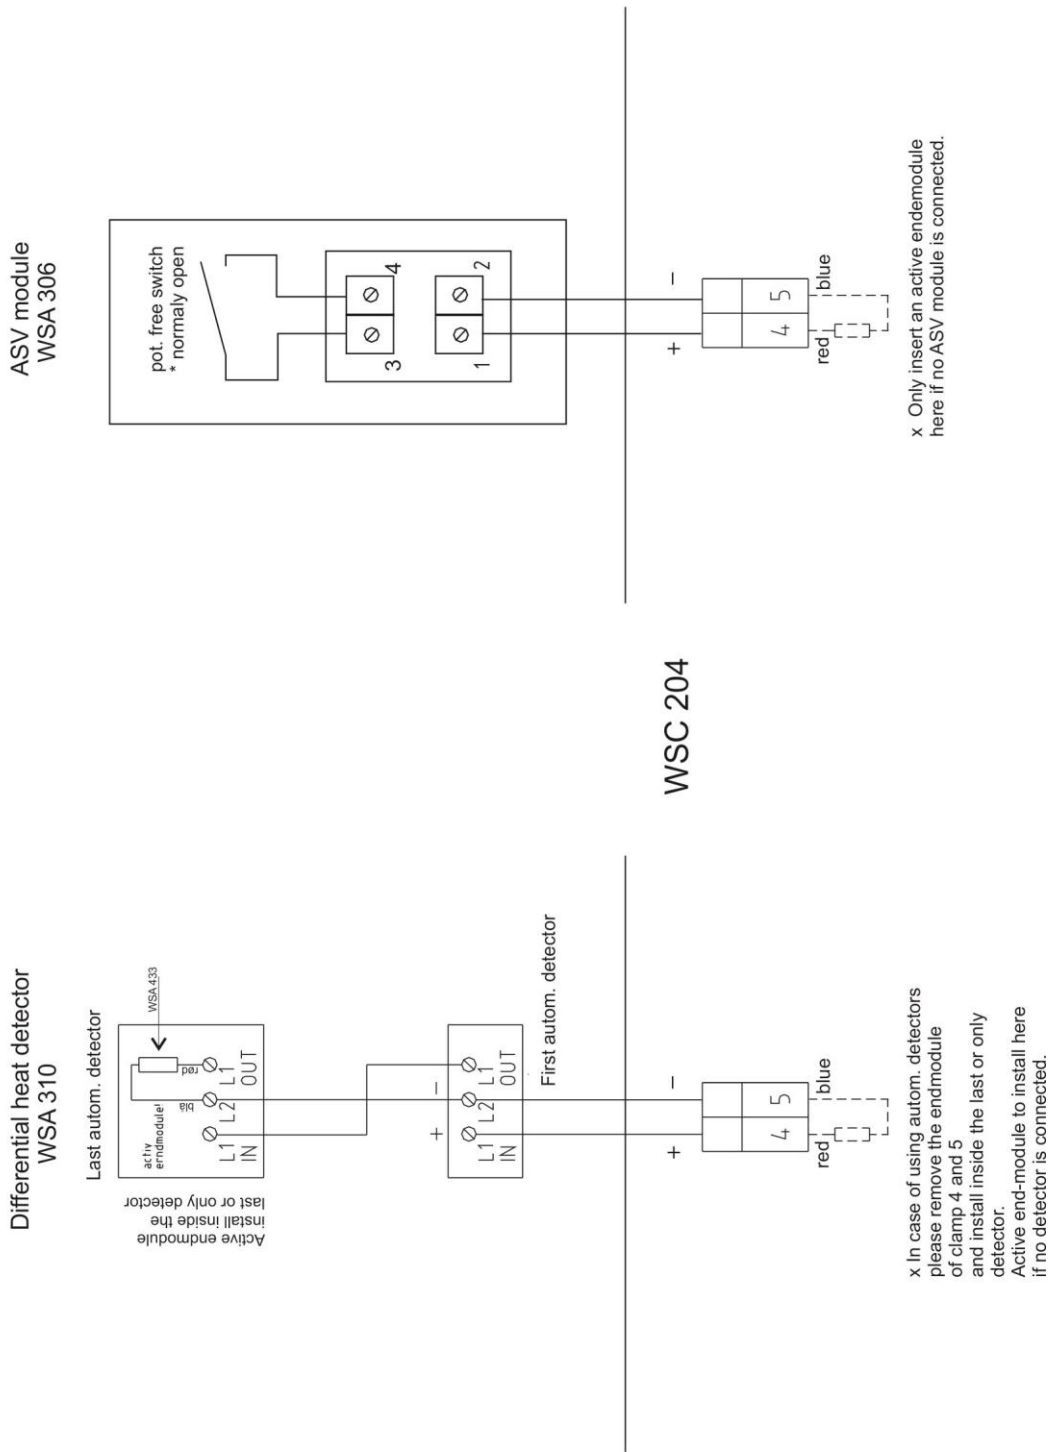 Differential heat detector
WSA 310
Last autom. detector
WSA 433
activ
erndmodule!
blå
rød
L1
L2
L1
IN
OUT
Active endmodule
install inside the
last or only detector
+
–
L1
L2
L1
IN
OUT
First autom. detector
+
–
4
5
red
blue
x In case of using autom. detectors
please remove the endmodule
of clamp 4 and 5
and install inside the last or only
detector.
Active end-module to install here
if no detector is connected.
WSC 204
ASV module
WSA 306
pot. free switch
* normaly open
3
4
1
2
+
–
4
5
red
blue
x Only insert an active endemodule
here if no ASV module is connected.